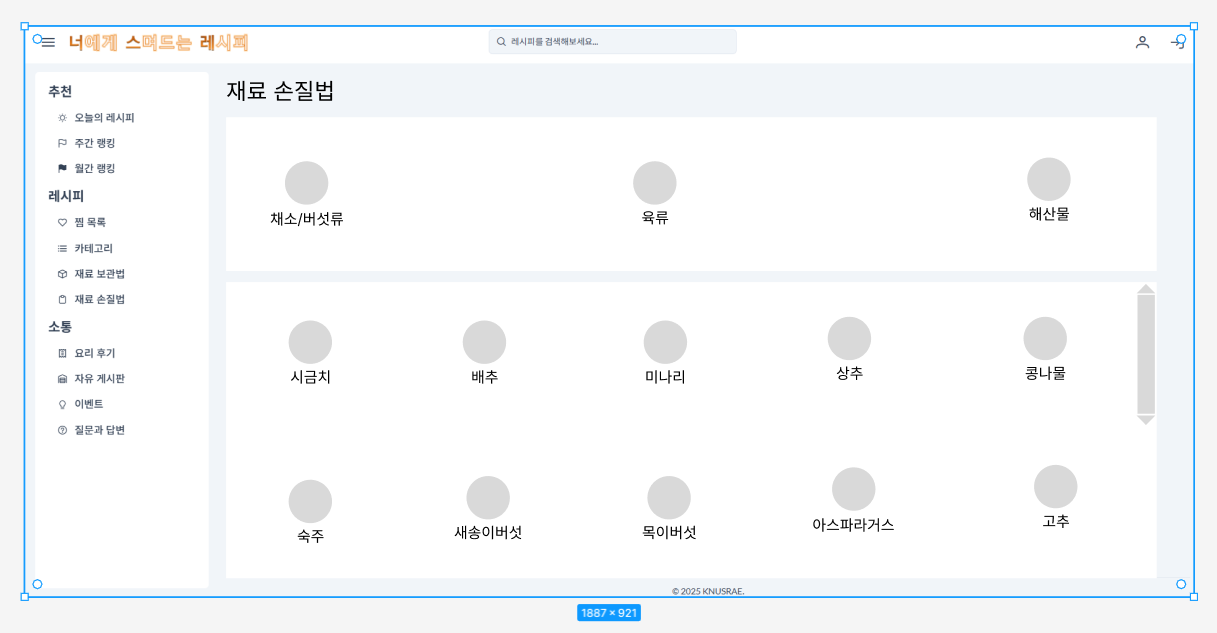 너에게 스며드는 레시피
레시피를 검색해보세요...
추천
오늘의 레시피
주간 랭킹
월간 랭킹
레시피
찜 목록
카테고리
재료 보관법
재료 손질법
소통
요리 후기
자유 게시판
이벤트
질문과 답변
재료 손질법
채소/버섯류
육류
해산물
시금치
배추
미나리
상추
콩나물
숙주
새송이버섯
목이버섯
아스파라거스
고추
© 2025 KNUSRAE.
1887 × 921